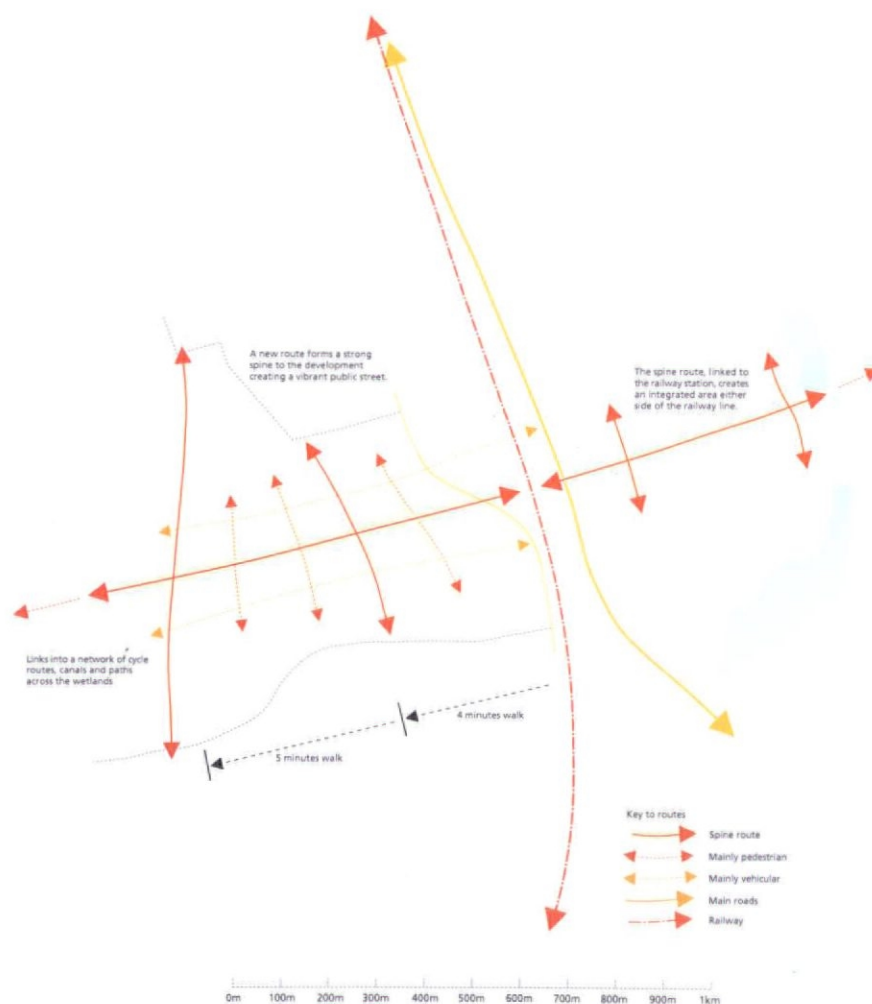 A new route forms a strong
spine to the development
creating a vibrant public street.
The spine route, linked to
the railway station, creates
an integrated area either
side of the railway line.
Links into a network of cycle
routes, canals and paths
across the wetlands
4 minutes walk
5 minutes walk
Key to routes
Spine route
Mainly pedestrian
Mainly vehicular
Main roads
Railway
0m 100m 200m 300m 400m 500m 600m 700m 800m 900m 1km